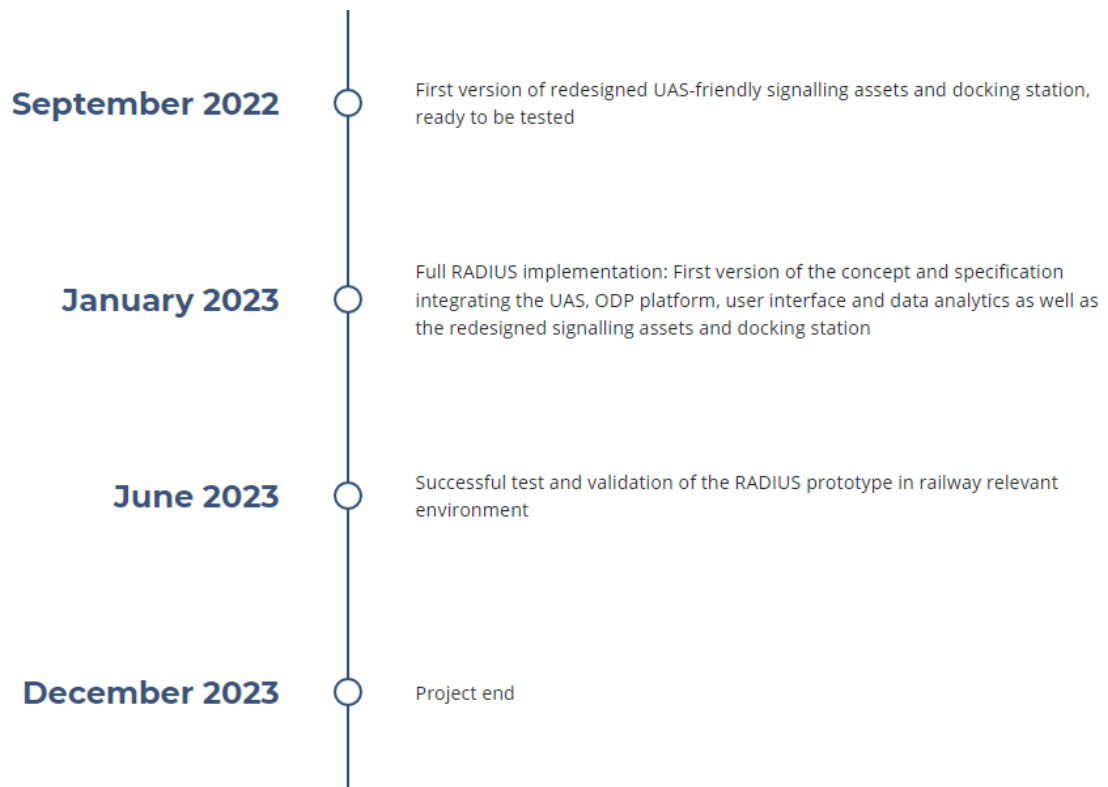 September 2022
First version of redesigned UAS-friendly signalling assets and docking station,
ready to be tested
January 2023
Full RADIUS implementation: First version of the concept and specification
integrating the UAS, ODP platform, user interface and data analytics as well as
the redesigned signalling assets and docking station
June 2023
Successful test and validation of the RADIUS prototype in railway relevant
environment
December 2023
Project end